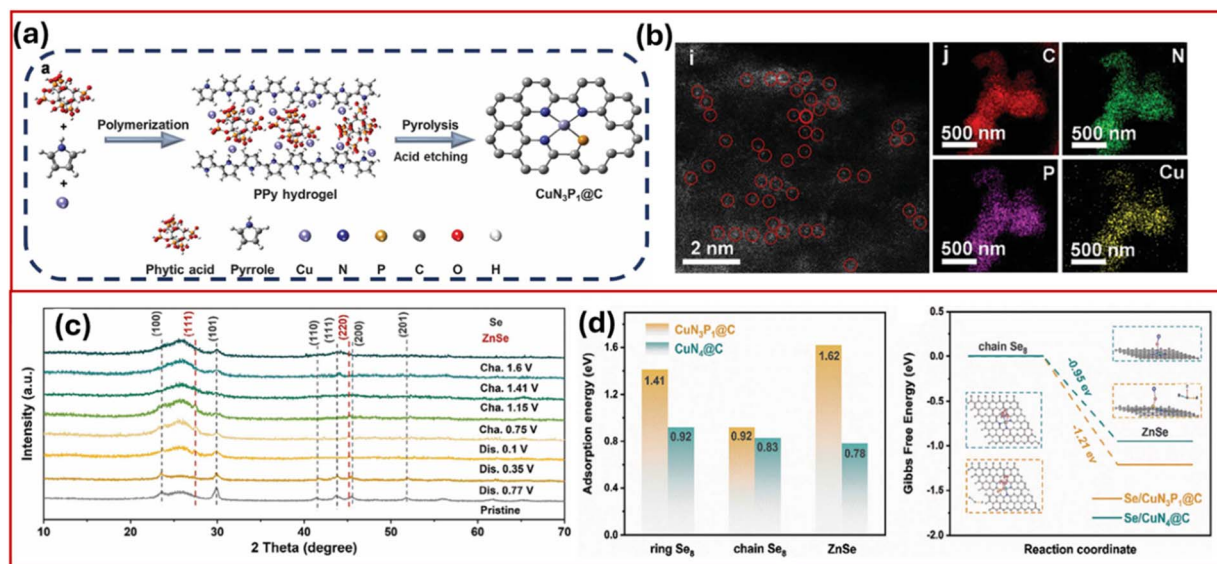 (a)
a
+
+
Polymerization
PPy hydrogel
Pyrolysis
Acid etching
CuN₃P₁@C
Phytic acid
Pyrrole
Cu
N
P
C
O
H
(b)
i
2 nm
j
C
500 nm
N
500 nm
P
500 nm
Cu
500 nm
(c)
Intensity (a.u.)
(100)
(111)
(101)
(110)
(111)
(220)
(200)
(201)
Se
ZnSe
Cha. 1.6 V
Cha. 1.41 V
Cha. 1.15 V
Cha. 0.75 V
Dis. 0.1 V
Dis. 0.35 V
Dis. 0.77 V
Pristine
10 20 30 40 50 60 70
2 Theta (degree)
(d)
Adsorption energy (eV)
2.0
1.6
1.2
0.8
0.4
0.0
CuN₃P₁@C
CuN₄@C
1.41
0.92
0.92
0.83
1.62
0.78
ring Se₈
chain Se₈
ZnSe
Gibbs Free Energy (eV)
0.5
0.0
-0.5
-1.0
-1.5
-2.0
chain Se₈
-0.95 ev
-1.21 ev
ZnSe
Se/CuN₃P₁@C
Se/CuN₄@C
Reaction coordinate